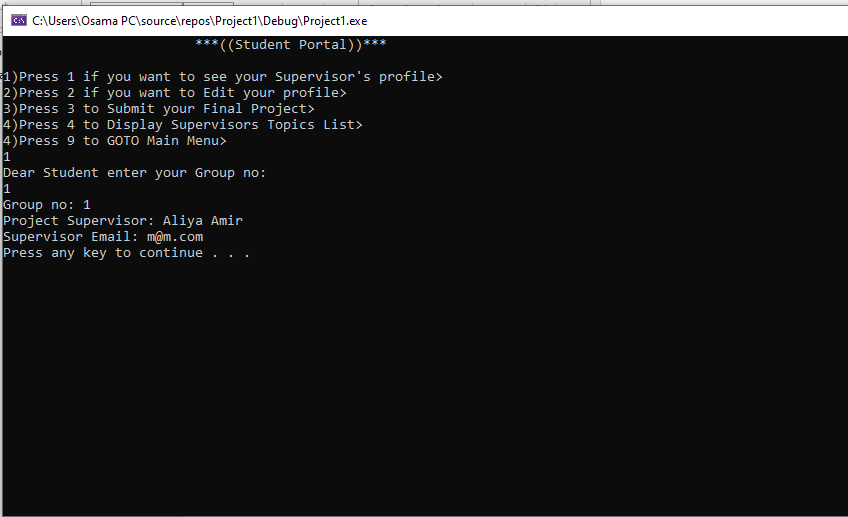 C:\Users\Osama PC\source\repos\Project1\Debug\Project1.exe
***((Student Portal))***
1)Press 1 if you want to see your Supervisor's profile>
2)Press 2 if you want to Edit your profile>
3)Press 3 to Submit your Final Project>
4)Press 4 to Display Supervisors Topics List>
4)Press 9 to GOTO Main Menu>
1
Dear Student enter your Group no:
1
Group no: 1
Project Supervisor: Aliya Amir
Supervisor Email: m@m.com
Press any key to continue . . .